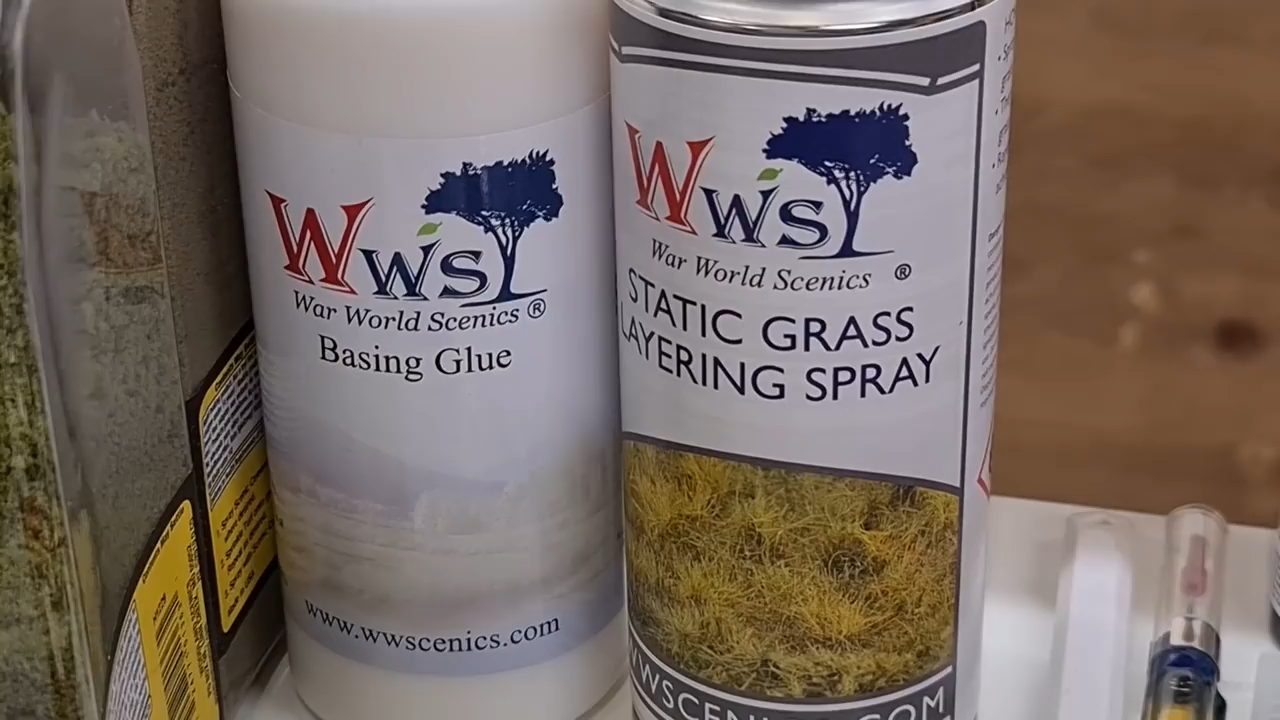 Wws
War World Scenics ®
Basing Glue
www.wwscenics.com
Wws
War World Scenics ®
STATIC GRASS
LAYERING SPRAY
WWSCENICS.COM